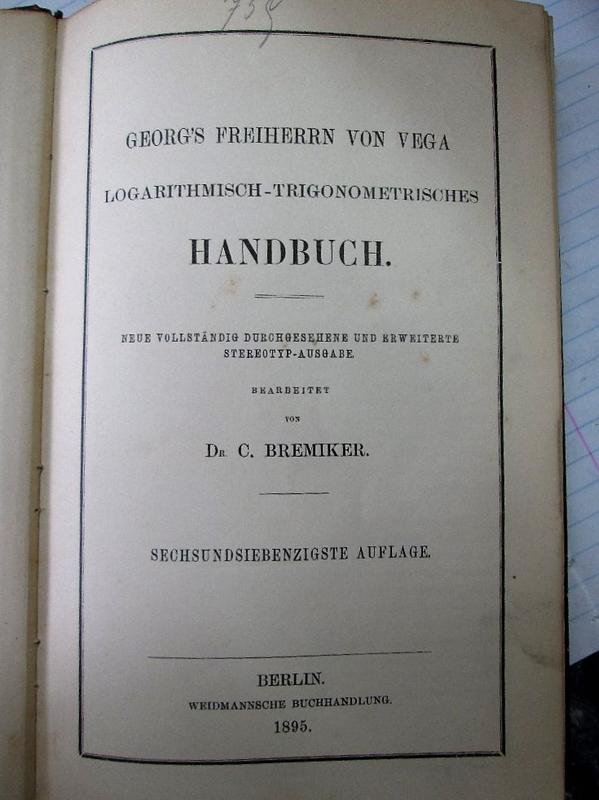 GEORG'S FREIHERRN VON VEGA
LOGARITHMISCH-TRIGONOMETRISCHES
HANDBUCH.
NEUE VOLLSTÄNDIG DURCHGESEHENE UND ERWEITERTE
STEREOTYP-AUSGABE.
BEARBEITET
VON
DR. C. BREMIKER.
SECHSUNDSIEBENZIGSTE AUFLAGE.
BERLIN.
WEIDMANNSCHE BUCHHANDLUNG.
1895.